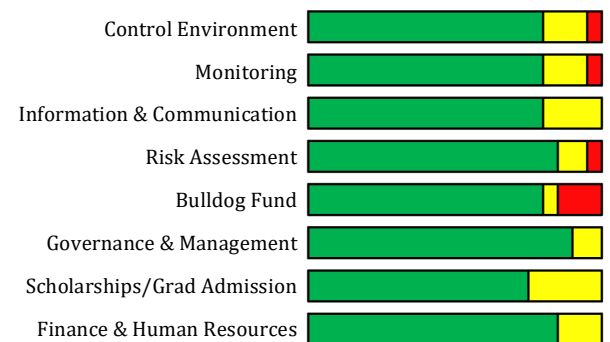 Control Environment
Monitoring
Information & Communication
Risk Assessment
Bulldog Fund
Governance & Management
Scholarships/Grad Admission
Finance & Human Resources